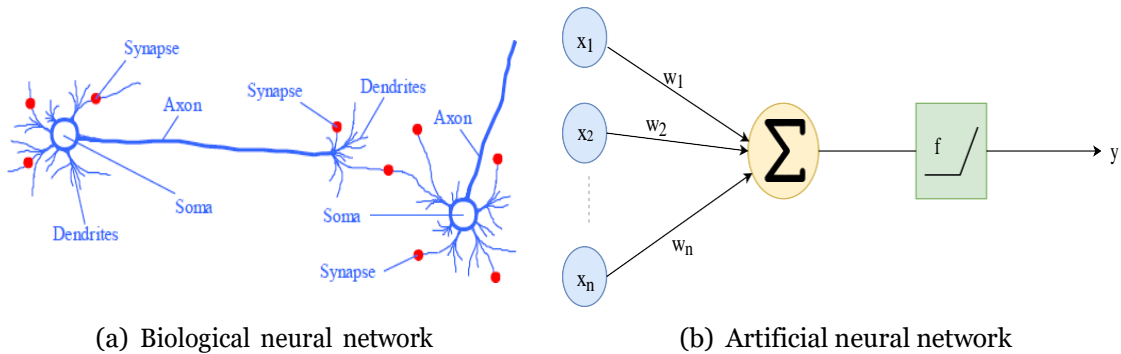 Synapse
Axon
Synapse
Dendrites
Axon
Soma
Dendrites
Soma
Synapse
(a) Biological neural network
x1
w1
x2
w2
xn
wn
Σ
f
y
(b) Artificial neural network